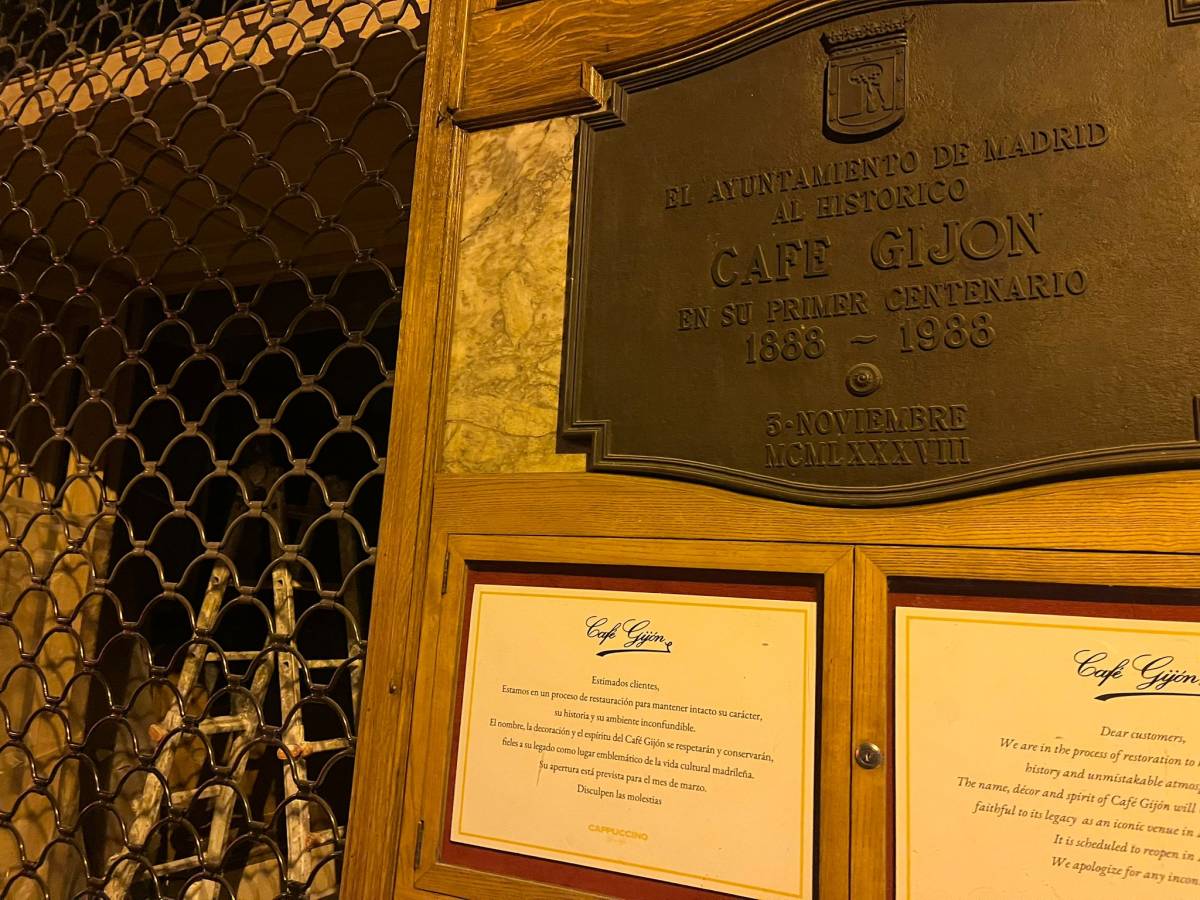 EL AYUNTAMIENTO DE MADRID
AL HISTORICO
CAFE GIJON
EN SU PRIMER CENTENARIO
1888 ~ 1988
3-NOVIEMBRE
MCMLXXXVIII
Café Gijón
Estimados clientes,
Estamos en un proceso de restauración para mantener intacto su carácter,
su historia y su ambiente inconfundible.
El nombre, la decoración y el espíritu del Café Gijón se respetarán y conservarán,
fieles a su legado como lugar emblemático de la vida cultural madrileña.
Su apertura está prevista para el mes de marzo.
Disculpen las molestias
CAPPUCCINO
Café Gijón
Dear customers,
We are in the process of restoration to
history and unmistakable
The name, décor and spirit of Café Gijón will
faithful to its legacy as an iconic venue in
It is scheduled to reopen in
We apologize for any